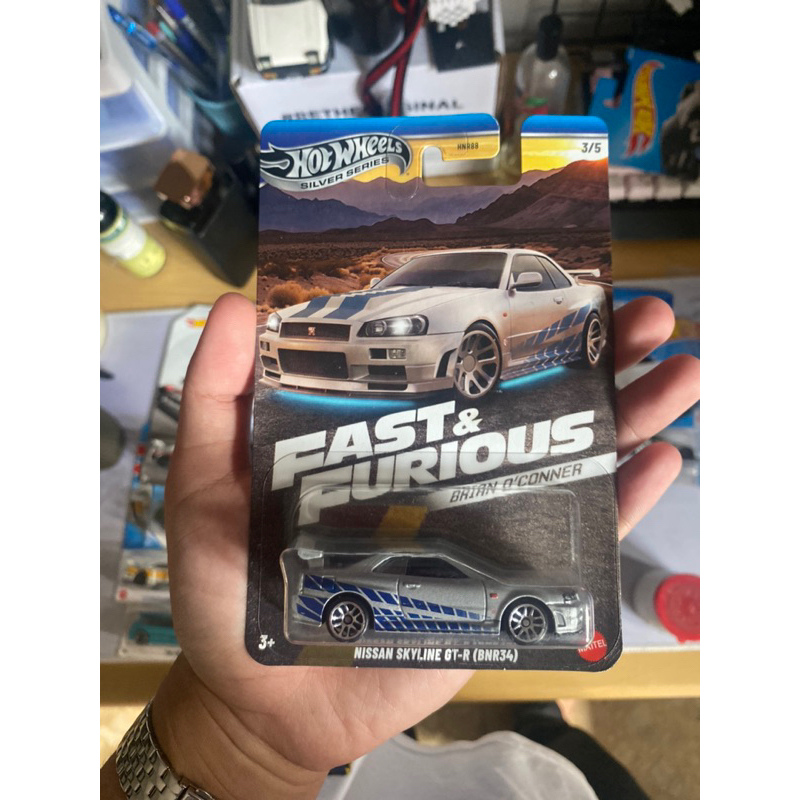 HOT WHEELS
SILVER SERIES
HNR88
3/5
FAST &
FURIOUS
BRIAN O'CONNER
3+
NISSAN SKYLINE GT-R (BNR34)
MATTEL